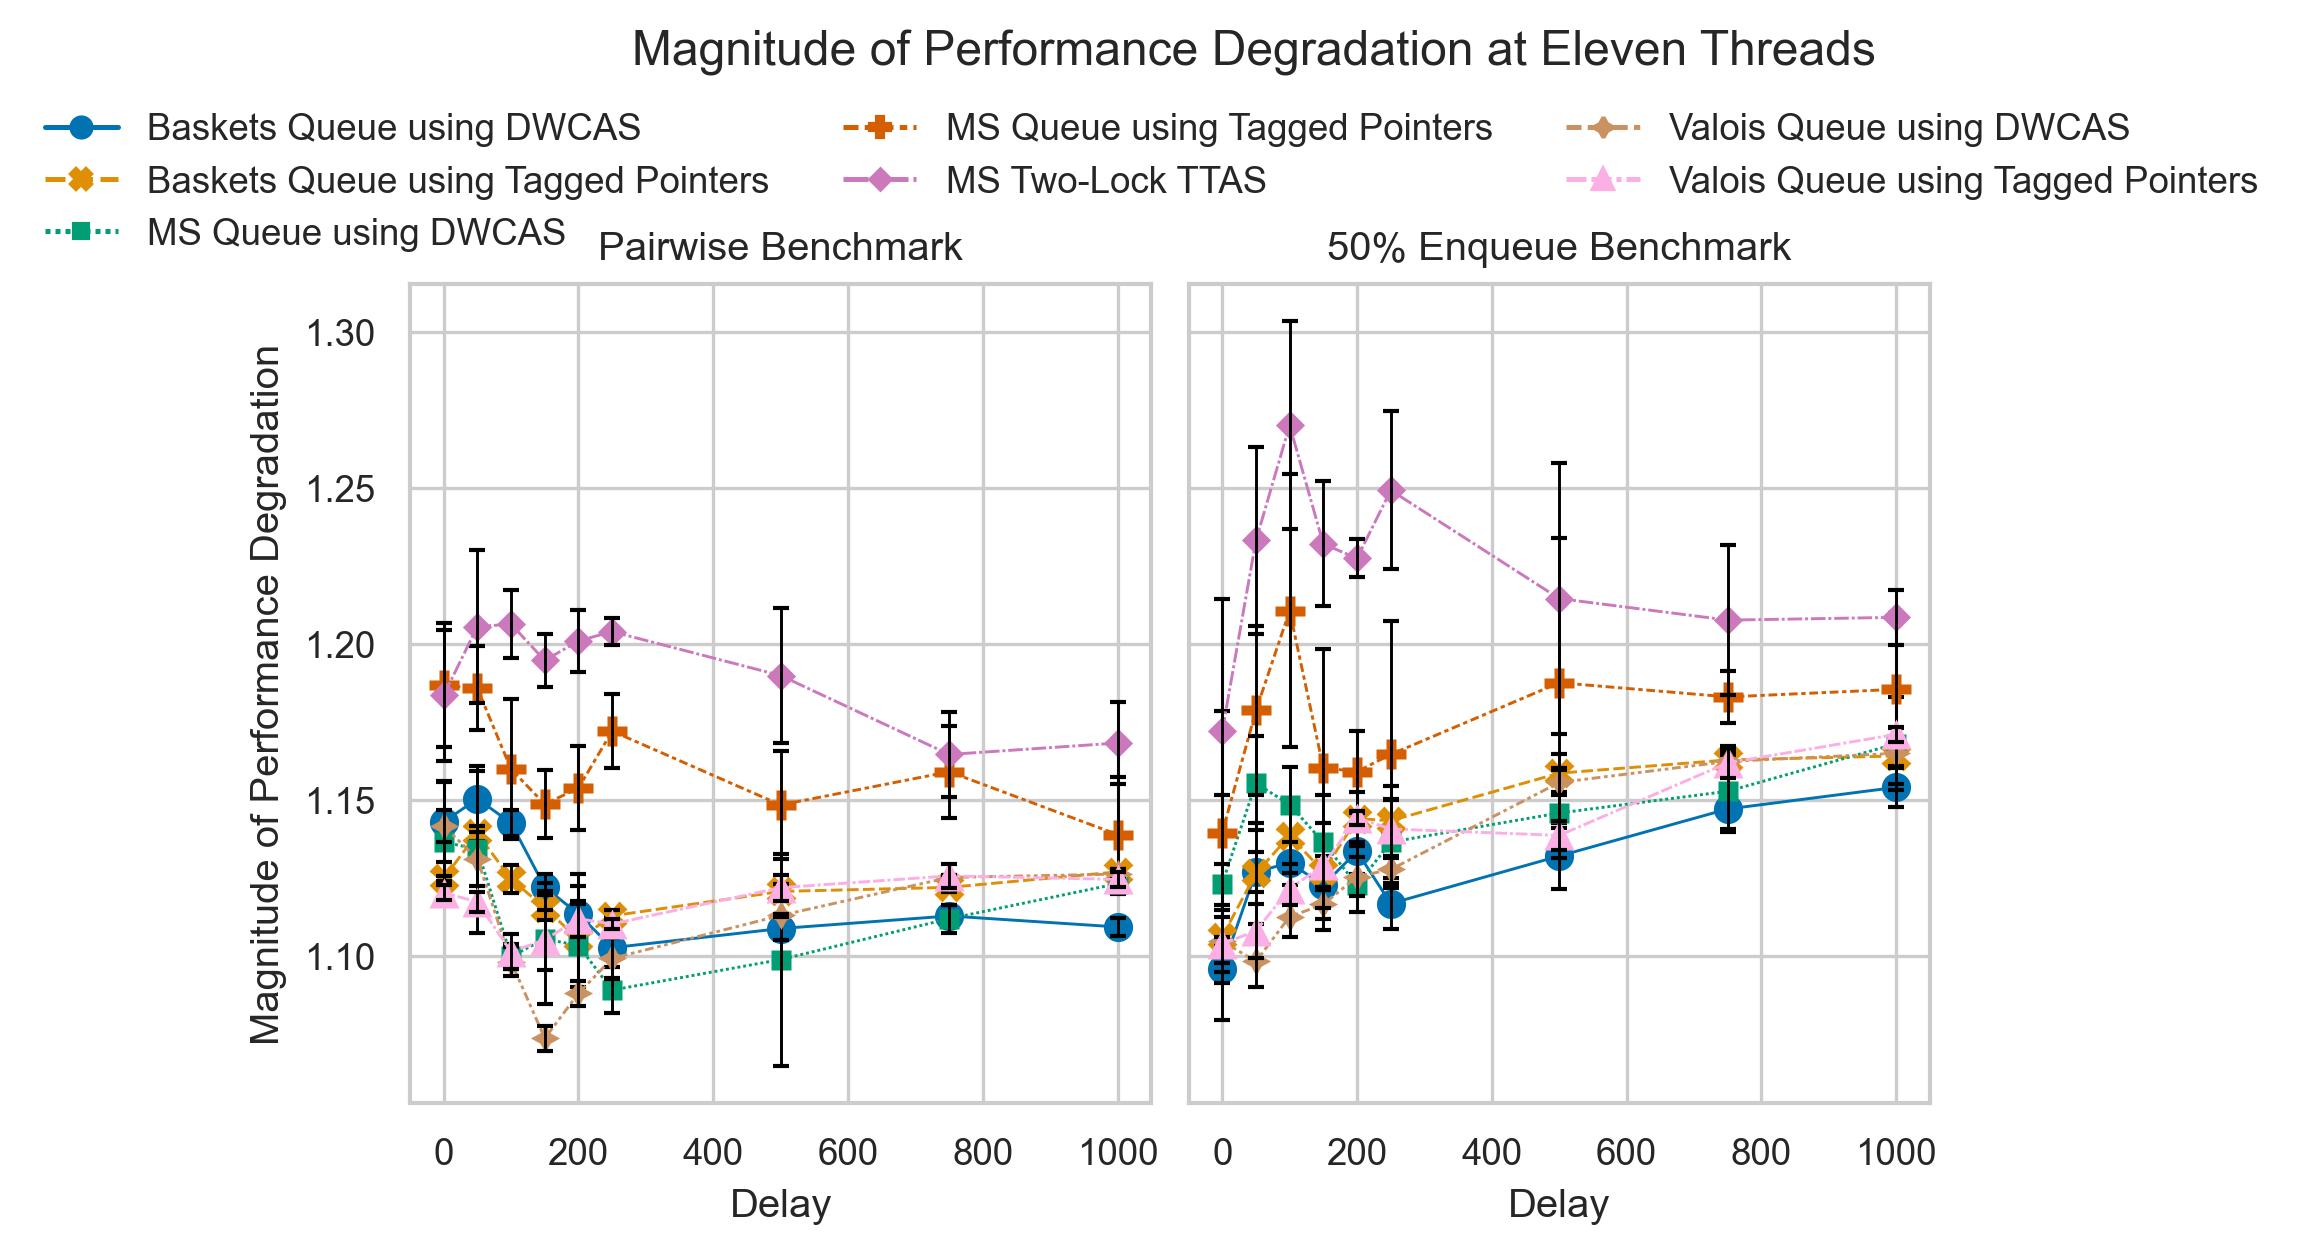 Magnitude of Performance Degradation at Eleven Threads
Baskets Queue using DWCAS
Baskets Queue using Tagged Pointers
MS Queue using DWCAS
MS Queue using Tagged Pointers
MS Two-Lock TTAS
Valois Queue using DWCAS
Valois Queue using Tagged Pointers
Pairwise Benchmark
50% Enqueue Benchmark
Magnitude of Performance Degradation
1.30
1.25
1.20
1.15
1.10
0 200 400 600 800 1000
0 200 400 600 800 1000
Delay
Delay